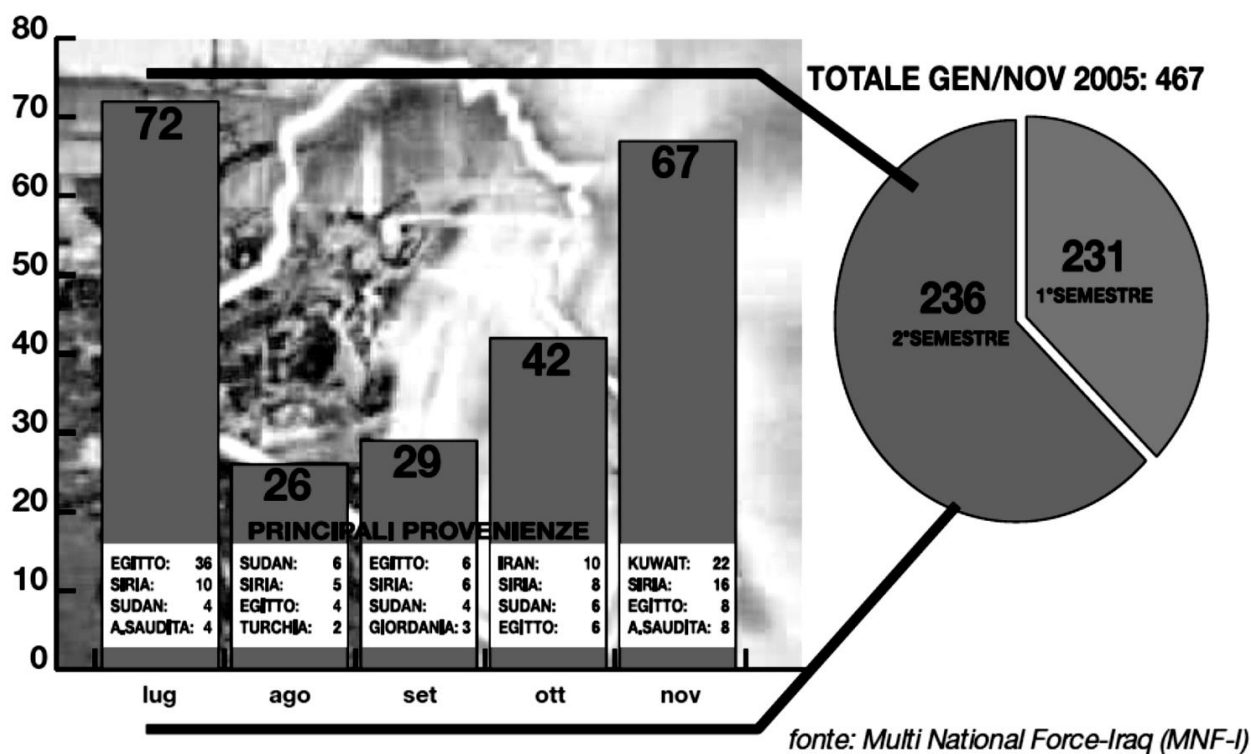 80
70
60
50
40
30
20
10
0
72
26
29
42
67
PRINCIPALI PROVENIENZE
EGITTO: 36
SIRIA: 10
SUDAN: 4
A.SAUDITA: 4
SUDAN: 6
SIRIA: 5
EGITTO: 4
TURCHIA: 2
EGITTO: 6
SIRIA: 6
SUDAN: 4
GIORDANIA: 3
IRAN: 10
SIRIA: 8
SUDAN: 6
EGITTO: 6
KUWAIT: 22
SIRIA: 16
EGITTO: 8
A.SAUDITA: 8
lug ago set ott nov
TOTALE GEN/NOV 2005: 467
236
2°SEMESTRE
231
1°SEMESTRE
fonte: Multi National Force-Iraq (MNF-I)